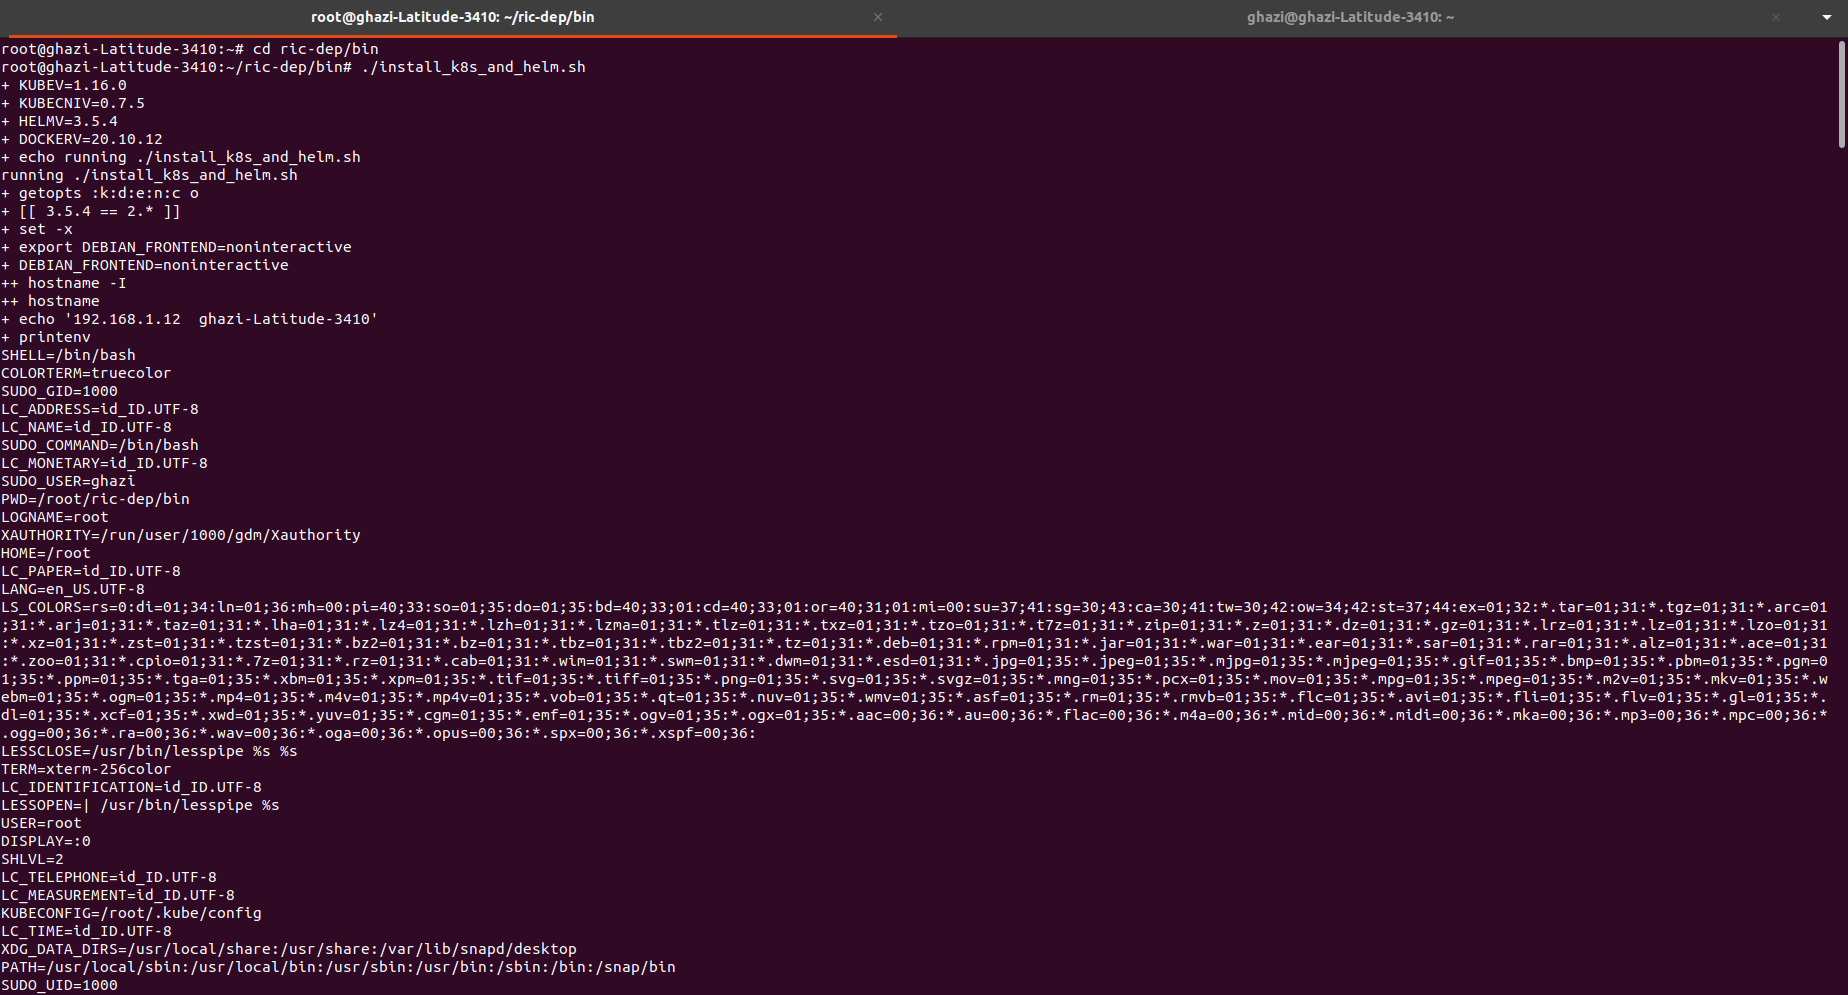 root@ghazi-Latitude-3410: ~/ric-dep/bin
ghazi@ghazi-Latitude-3410: ~
root@ghazi-Latitude-3410:~# cd ric-dep/bin
root@ghazi-Latitude-3410:~/ric-dep/bin# ./install_k8s_and_helm.sh
+ KUBEV=1.16.0
+ KUBECNIV=0.7.5
+ HELMV=3.5.4
+ DOCKERV=20.10.12
+ echo running ./install_k8s_and_helm.sh
running ./install_k8s_and_helm.sh
+ getopts :k:d:e:n:c o
+ [[ 3.5.4 == 2.* ]]
+ set -x
+ export DEBIAN_FRONTEND=noninteractive
+ DEBIAN_FRONTEND=noninteractive
++ hostname -I
++ hostname
+ echo '192.168.1.12  ghazi-Latitude-3410'
+ printenv
SHELL=/bin/bash
COLORTERM=truecolor
SUDO_GID=1000
LC_ADDRESS=id_ID.UTF-8
LC_NAME=id_ID.UTF-8
SUDO_COMMAND=/bin/bash
LC_MONETARY=id_ID.UTF-8
SUDO_USER=ghazi
PWD=/root/ric-dep/bin
LOGNAME=root
XAUTHORITY=/run/user/1000/gdm/Xauthority
HOME=/root
LC_PAPER=id_ID.UTF-8
LANG=en_US.UTF-8
LS_COLORS=rs=0:di=01;34:ln=01;36:mh=00:pi=40;33:so=01;35:do=01;35:bd=40;33;01:cd=40;33;01:or=40;31;01:mi=00:su=37;41:sg=30;43:ca=30;41:tw=30;42:ow=34;42:st=37;44:ex=01;32:*.tar=01;31:*.tgz=01;31:*.arc=01
;31:*.arj=01;31:*.taz=01;31:*.lha=01;31:*.lz4=01;31:*.lzh=01;31:*.lzma=01;31:*.tlz=01;31:*.txz=01;31:*.tzo=01;31:*.t7z=01;31:*.zip=01;31:*.z=01;31:*.dz=01;31:*.gz=01;31:*.lrz=01;31:*.lz=01;31:*.lzo=01;31
:*.xz=01;31:*.zst=01;31:*.tzst=01;31:*.bz2=01;31:*.bz=01;31:*.tbz=01;31:*.tbz2=01;31:*.tz=01;31:*.deb=01;31:*.rpm=01;31:*.jar=01;31:*.war=01;31:*.ear=01;31:*.sar=01;31:*.rar=01;31:*.alz=01;31:*.ace=01;31
:*.zoo=01;31:*.cpio=01;31:*.7z=01;31:*.rz=01;31:*.cab=01;31:*.wim=01;31:*.swm=01;31:*.dwm=01;31:*.esd=01;31:*.jpg=01;35:*.jpeg=01;35:*.mjpg=01;35:*.mjpeg=01;35:*.gif=01;35:*.bmp=01;35:*.pbm=01;35:*.pgm=0
1;35:*.ppm=01;35:*.tga=01;35:*.xbm=01;35:*.xpm=01;35:*.tif=01;35:*.tiff=01;35:*.png=01;35:*.svg=01;35:*.svgz=01;35:*.mng=01;35:*.pcx=01;35:*.mov=01;35:*.mpg=01;35:*.mpeg=01;35:*.m2v=01;35:*.mkv=01;35:*.w
ebm=01;35:*.ogm=01;35:*.mp4=01;35:*.m4v=01;35:*.mp4v=01;35:*.vob=01;35:*.qt=01;35:*.nuv=01;35:*.wmv=01;35:*.asf=01;35:*.rm=01;35:*.rmvb=01;35:*.flc=01;35:*.avi=01;35:*.fli=01;35:*.flv=01;35:*.gl=01;35:*.
dl=01;35:*.xcf=01;35:*.xwd=01;35:*.yuv=01;35:*.cgm=01;35:*.emf=01;35:*.ogv=01;35:*.ogx=01;35:*.aac=00;36:*.au=00;36:*.flac=00;36:*.m4a=00;36:*.mid=00;36:*.midi=00;36:*.mka=00;36:*.mp3=00;36:*.mpc=00;36:*
.ogg=00;36:*.ra=00;36:*.wav=00;36:*.oga=00;36:*.opus=00;36:*.spx=00;36:*.xspf=00;36:
LESSCLOSE=/usr/bin/lesspipe %s %s
TERM=xterm-256color
LC_IDENTIFICATION=id_ID.UTF-8
LESSOPEN=| /usr/bin/lesspipe %s
USER=root
DISPLAY=:0
SHLVL=2
LC_TELEPHONE=id_ID.UTF-8
LC_MEASUREMENT=id_ID.UTF-8
KUBECONFIG=/root/.kube/config
LC_TIME=id_ID.UTF-8
XDG_DATA_DIRS=/usr/local/share:/usr/share:/var/lib/snapd/desktop
PATH=/usr/local/sbin:/usr/local/bin:/usr/sbin:/usr/bin:/sbin:/bin:/snap/bin
SUDO_UID=1000